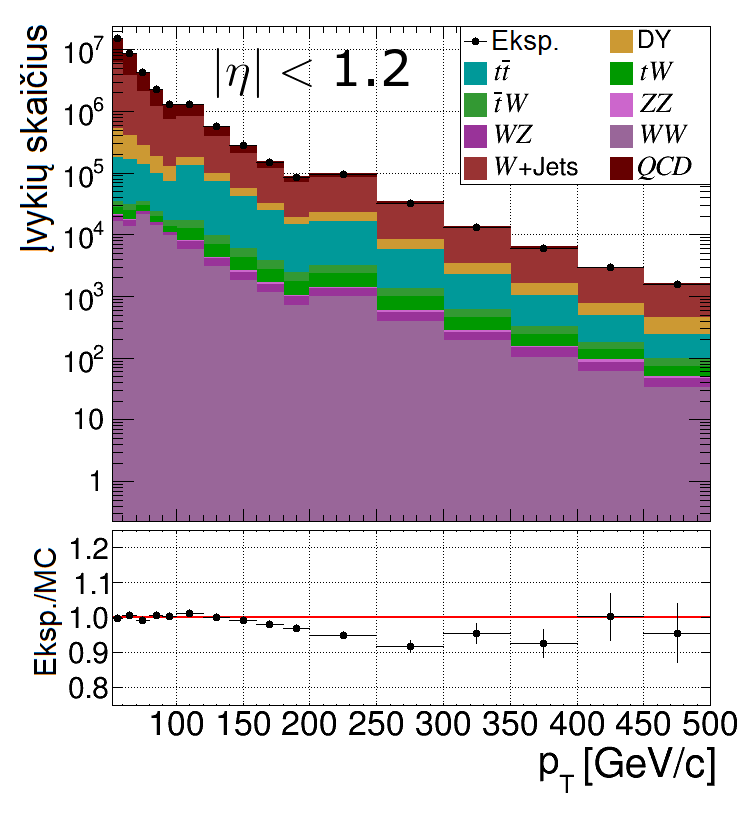 Įvykių skaičius
10⁷
10⁶
10⁵
10⁴
10³
10²
10
1
|η| < 1.2
Eksp. DY
tt̄ tW
t̄W ZZ
WZ WW
W+Jets QCD
Eksp./MC
1.2
1.1
1.0
0.9
0.8
100 150 200 250 300 350 400 450 500
p_T [GeV/c]